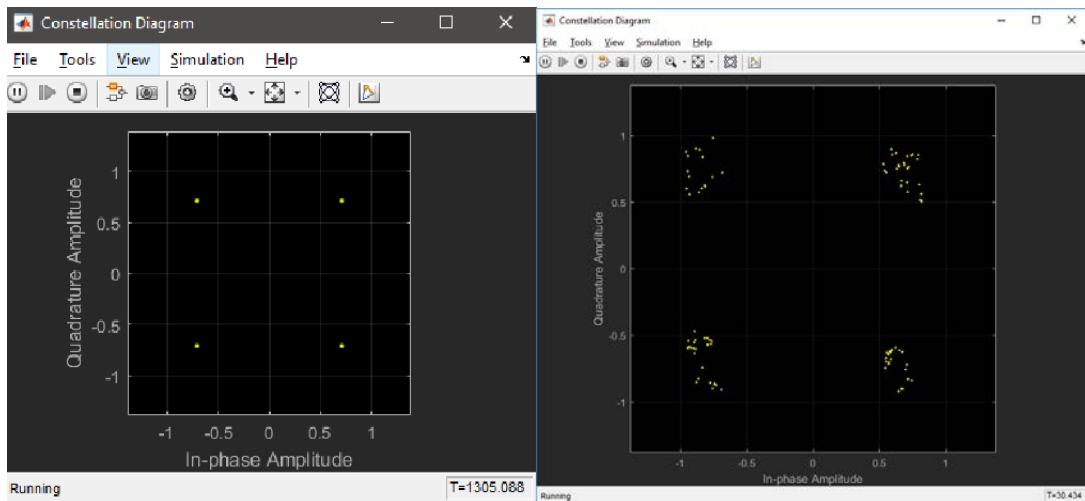 Constellation Diagram
File Tools View Simulation Help
1
0.5
0
-0.5
-1
Quadrature Amplitude
-1 -0.5 0 0.5 1
In-phase Amplitude
Running T=1305.088
Constellation Diagram
File Tools View Simulation Help
1
0.5
0
-0.5
-1
Quadrature Amplitude
-1 -0.5 0 0.5 1
In-phase Amplitude
Running T=30.434